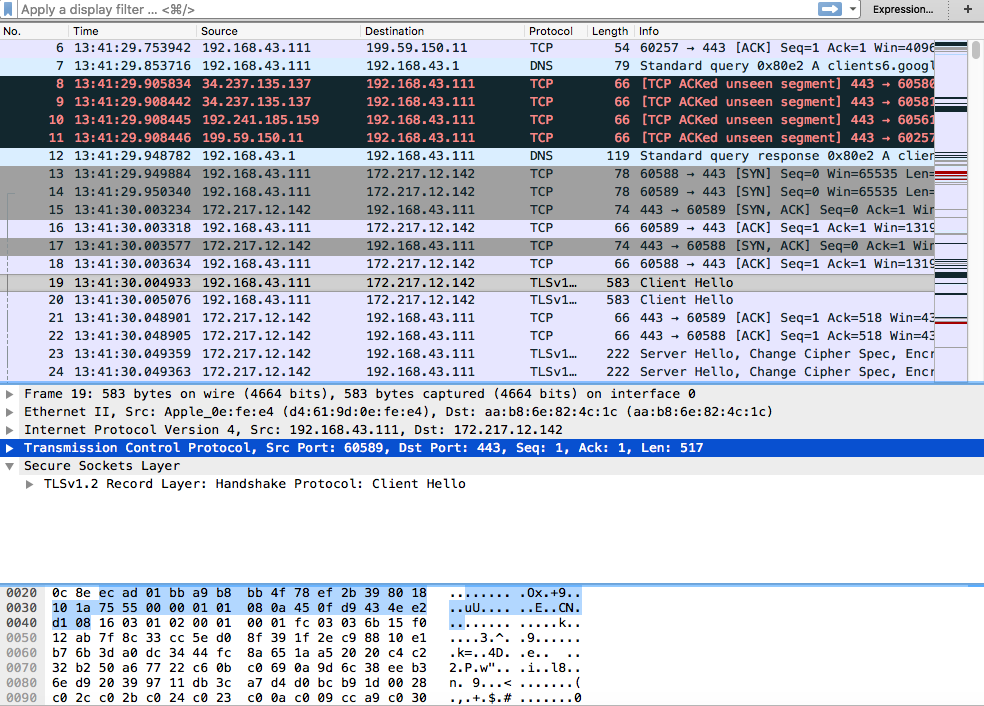 Apply a display filter ... <⌘/> Expression... +
No. Time Source Destination Protocol Length Info
6 13:41:29.753942 192.168.43.111 199.59.150.11 TCP 54 60257 → 443 [ACK] Seq=1 Ack=1 Win=4096
7 13:41:29.853716 192.168.43.111 192.168.43.1 DNS 79 Standard query 0x80e2 A clients6.googl
8 13:41:29.905834 34.237.135.137 192.168.43.111 TCP 66 [TCP ACKed unseen segment] 443 → 60580
9 13:41:29.908442 34.237.135.137 192.168.43.111 TCP 66 [TCP ACKed unseen segment] 443 → 60581
10 13:41:29.908445 192.241.185.159 192.168.43.111 TCP 66 [TCP ACKed unseen segment] 443 → 60561
11 13:41:29.908446 199.59.150.11 192.168.43.111 TCP 66 [TCP ACKed unseen segment] 443 → 60257
12 13:41:29.948782 192.168.43.1 192.168.43.111 DNS 119 Standard query response 0x80e2 A clien
13 13:41:29.949884 192.168.43.111 172.217.12.142 TCP 78 60588 → 443 [SYN] Seq=0 Win=65535 Len=
14 13:41:29.950340 192.168.43.111 172.217.12.142 TCP 78 60589 → 443 [SYN] Seq=0 Win=65535 Len=
15 13:41:30.003234 172.217.12.142 192.168.43.111 TCP 74 443 → 60589 [SYN, ACK] Seq=0 Ack=1 Win
16 13:41:30.003318 192.168.43.111 172.217.12.142 TCP 66 60589 → 443 [ACK] Seq=1 Ack=1 Win=1319
17 13:41:30.003577 172.217.12.142 192.168.43.111 TCP 74 443 → 60588 [SYN, ACK] Seq=0 Ack=1 Win
18 13:41:30.003634 192.168.43.111 172.217.12.142 TCP 66 60588 → 443 [ACK] Seq=1 Ack=1 Win=1319
19 13:41:30.004933 192.168.43.111 172.217.12.142 TLSv1... 583 Client Hello
20 13:41:30.005076 192.168.43.111 172.217.12.142 TLSv1... 583 Client Hello
21 13:41:30.048901 172.217.12.142 192.168.43.111 TCP 66 443 → 60589 [ACK] Seq=1 Ack=518 Win=43
22 13:41:30.048905 172.217.12.142 192.168.43.111 TCP 66 443 → 60588 [ACK] Seq=1 Ack=518 Win=43
23 13:41:30.049359 172.217.12.142 192.168.43.111 TLSv1... 222 Server Hello, Change Cipher Spec, Encr
24 13:41:30.049363 172.217.12.142 192.168.43.111 TLSv1... 222 Server Hello, Change Cipher Spec, Encr
Frame 19: 583 bytes on wire (4664 bits), 583 bytes captured (4664 bits) on interface 0
Ethernet II, Src: Apple_0e:fe:e4 (d4:61:9d:0e:fe:e4), Dst: aa:b8:6e:82:4c:1c (aa:b8:6e:82:4c:1c)
Internet Protocol Version 4, Src: 192.168.43.111, Dst: 172.217.12.142
Transmission Control Protocol, Src Port: 60589, Dst Port: 443, Seq: 1, Ack: 1, Len: 517
Secure Sockets Layer
TLSv1.2 Record Layer: Handshake Protocol: Client Hello
0020 0c 8e ec ad 01 bb a9 b8 bb 4f 78 ef 2b 39 80 18 ........ .Ox.+9..
0030 10 1a 75 55 00 00 01 01 08 0a 45 0f d9 43 4e e2 ..uU.... ..E..CN.
0040 d1 08 16 03 01 02 00 01 00 01 fc 03 03 6b 15 f0 ........ .....k..
0050 12 ab 7f 8c 33 cc 5e d0 8f 39 1f 2e c9 88 10 e1 ....3.^. .9......
0060 b7 6b 3d a0 dc 34 44 fc 8a 65 1a a5 20 20 c4 c2 .k=..4D. .e..  ..
0070 32 b2 50 a6 77 22 c6 0b c0 69 0a 9d 6c 38 ee b3 2.P.w".. .i..l8..
0080 6e d9 20 39 97 11 db 3c a7 d4 d0 bc b9 1d 00 28 n. 9...< .......(
0090 c0 2c c0 2b c0 24 c0 23 c0 0a c0 09 cc a9 c0 30 .,.+.$.# .......0